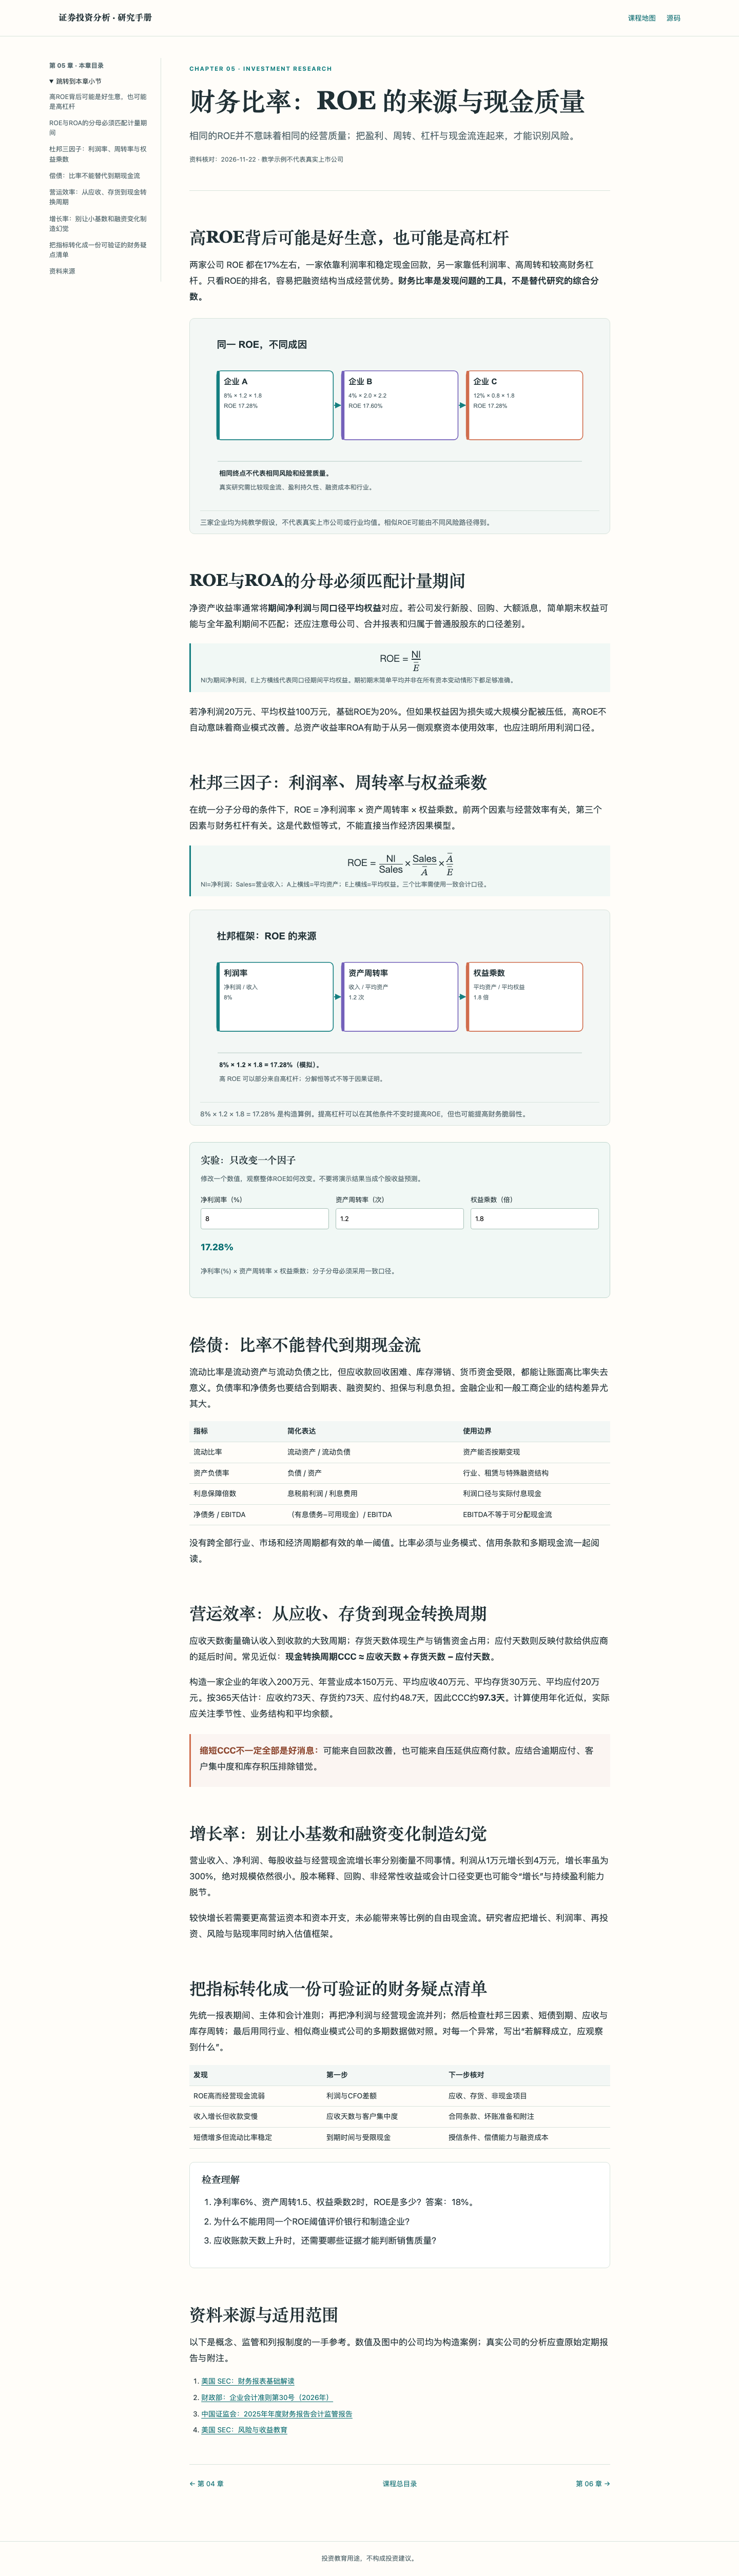 证券投资分析 · 研究手册
课程地图
源码
第 05 章 · 本章目录
▼ 跳转到本章小节
高ROE背后可能是好生意，也可能
是高杠杆
ROE与ROA的分母必须匹配计量期
间
杜邦三因子：利润率、周转率与权
益乘数
偿债：比率不能替代到期现金流
营运效率：从应收、存货到现金转
换周期
增长率：别让小基数和融资变化制
造幻觉
把指标转化成一份可验证的财务疑
点清单
资料来源
CHAPTER 05 · INVESTMENT RESEARCH
财务比率：ROE 的来源与现金质量
相同的ROE并不意味着相同的经营质量；把盈利、周转、杠杆与现金流连起来，才能识别风险。
资料核对：2026-11-22 · 教学示例不代表真实上市公司
高ROE背后可能是好生意，也可能是高杠杆
两家公司 ROE 都在17%左右，一家依靠利润率和稳定现金回款，另一家靠低利润率、高周转和较高财务杠
杆。只看ROE的排名，容易把融资结构当成经营优势。财务比率是发现问题的工具，不是替代研究的综合分
数。
同一 ROE，不同成因
企业 A
8% × 1.2 × 1.8
ROE 17.28%
企业 B
4% × 2.0 × 2.2
ROE 17.60%
企业 C
12% × 0.8 × 1.8
ROE 17.28%
相同终点不代表相同风险和经营质量。
真实研究需比较现金流、盈利持久性、融资成本和行业。
三家企业均为纯教学假设，不代表真实上市公司或行业均值。相似ROE可能由不同风险路径得到。
ROE与ROA的分母必须匹配计量期间
净资产收益率通常将期间净利润与同口径平均权益对应。若公司发行新股、回购、大额派息，简单期末权益可
能与全年盈利期间不匹配；还应注意母公司、合并报表和归属于普通股股东的口径差别。
ROE = NI / E̅
NI为期间净利润，E上方横线代表同口径期间平均权益。期初期末简单平均并非在所有资本变动情形下都足够准确。
若净利润20万元、平均权益100万元，基础ROE为20%。但如果权益因为损失或大规模分配被压低，高ROE不
自动意味着商业模式改善。总资产收益率ROA有助于从另一侧观察资本使用效率，也应注明所用利润口径。
杜邦三因子：利润率、周转率与权益乘数
在统一分子分母的条件下，ROE = 净利润率 × 资产周转率 × 权益乘数。前两个因素与经营效率有关，第三个
因素与财务杠杆有关。这是代数恒等式，不能直接当作经济因果模型。
ROE = NI / Sales × Sales / A̅ × A̅ / E̅
NI=净利润；Sales=营业收入；A上横线=平均资产；E上横线=平均权益。三个比率需使用一致会计口径。
杜邦框架：ROE 的来源
利润率
净利润 / 收入
8%
资产周转率
收入 / 平均资产
1.2 次
权益乘数
平均资产 / 平均权益
1.8 倍
8% × 1.2 × 1.8 = 17.28%（模拟）。
高 ROE 可以部分来自高杠杆；分解恒等式不等于因果证明。
8% × 1.2 × 1.8 = 17.28% 是构造算例。提高杠杆可以在其他条件不变时提高ROE，但也可能提高财务脆弱性。
实验：只改变一个因子
修改一个数值，观察整体ROE如何改变。不要将演示结果当成个股收益预测。
净利润率（%）
资产周转率（次）
权益乘数（倍）
8
1.2
1.8
17.28%
净利率(%) × 资产周转率 × 权益乘数；分子分母必须采用一致口径。
偿债：比率不能替代到期现金流
流动比率是流动资产与流动负债之比，但应收款回收困难、库存滞销、货币资金受限，都能让账面高比率失去
意义。负债率和净债务也要结合到期表、融资契约、担保与利息负担。金融企业和一般工商企业的结构差异尤
其大。
指标 简化表达 使用边界
流动比率 流动资产 / 流动负债 资产能否按期变现
资产负债率 负债 / 资产 行业、租赁与特殊融资结构
利息保障倍数 息税前利润 / 利息费用 利润口径与实际付息现金
净债务 / EBITDA （有息债务−可用现金）/ EBITDA EBITDA不等于可分配现金流
没有跨全部行业、市场和经济周期都有效的单一阈值。比率必须与业务模式、信用条款和多期现金流一起阅
读。
营运效率：从应收、存货到现金转换周期
应收天数衡量确认收入到收款的大致周期；存货天数体现生产与销售资金占用；应付天数则反映付款给供应商
的延后时间。常见近似：现金转换周期CCC ≈ 应收天数 + 存货天数 − 应付天数。
构造一家企业的年收入200万元、年营业成本150万元、平均应收40万元、平均存货30万元、平均应付20万
元。按365天估计：应收约73天、存货约73天、应付约48.7天，因此CCC约97.3天。计算使用年化近似，实际
应关注季节性、业务结构和平均余额。
缩短CCC不一定全部是好消息：可能来自回款改善，也可能来自压延供应商付款。应结合逾期应付、客
户集中度和库存积压排除错觉。
增长率：别让小基数和融资变化制造幻觉
营业收入、净利润、每股收益与经营现金流增长率分别衡量不同事情。利润从1万元增长到4万元，增长率虽为
300%，绝对规模依然很小。股本稀释、回购、非经常性收益或会计口径变更也可能令“增长”与持续盈利能力
脱节。
较快增长若需要更高营运资本和资本开支，未必能带来等比例的自由现金流。研究者应把增长、利润率、再投
资、风险与贴现率同时纳入估值框架。
把指标转化成一份可验证的财务疑点清单
先统一报表期间、主体和会计准则；再把净利润与经营现金流并列；然后检查杜邦三因素、短债到期、应收与
库存周转；最后用同行业、相似商业模式公司的多期数据做对照。对每一个异常，写出“若解释成立，应观察
到什么”。
发现 第一步 下一步核对
ROE高而经营现金流弱 利润与CFO差额 应收、存货、非现金项目
收入增长但收款变慢 应收天数与客户集中度 合同条款、坏账准备和附注
短债增多但流动比率稳定 到期时间与受限现金 授信条件、偿债能力与融资成本
检查理解
1. 净利率6%、资产周转1.5、权益乘数2时，ROE是多少？答案：18%。
2. 为什么不能用同一个ROE阈值评价银行和制造企业？
3. 应收账款天数上升时，还需要哪些证据才能判断销售质量？
资料来源与适用范围
以下是概念、监管和列报制度的一手参考。数值及图中的公司均为构造案例；真实公司的分析应查原始定期报
告与附注。
1. 美国 SEC：财务报表基础解读
2. 财政部：企业会计准则第30号（2026年）
3. 中国证监会：2025年年度财务报告会计监管报告
4. 美国 SEC：风险与收益教育
← 第 04 章
课程总目录
第 06 章 →
投资教育用途，不构成投资建议。